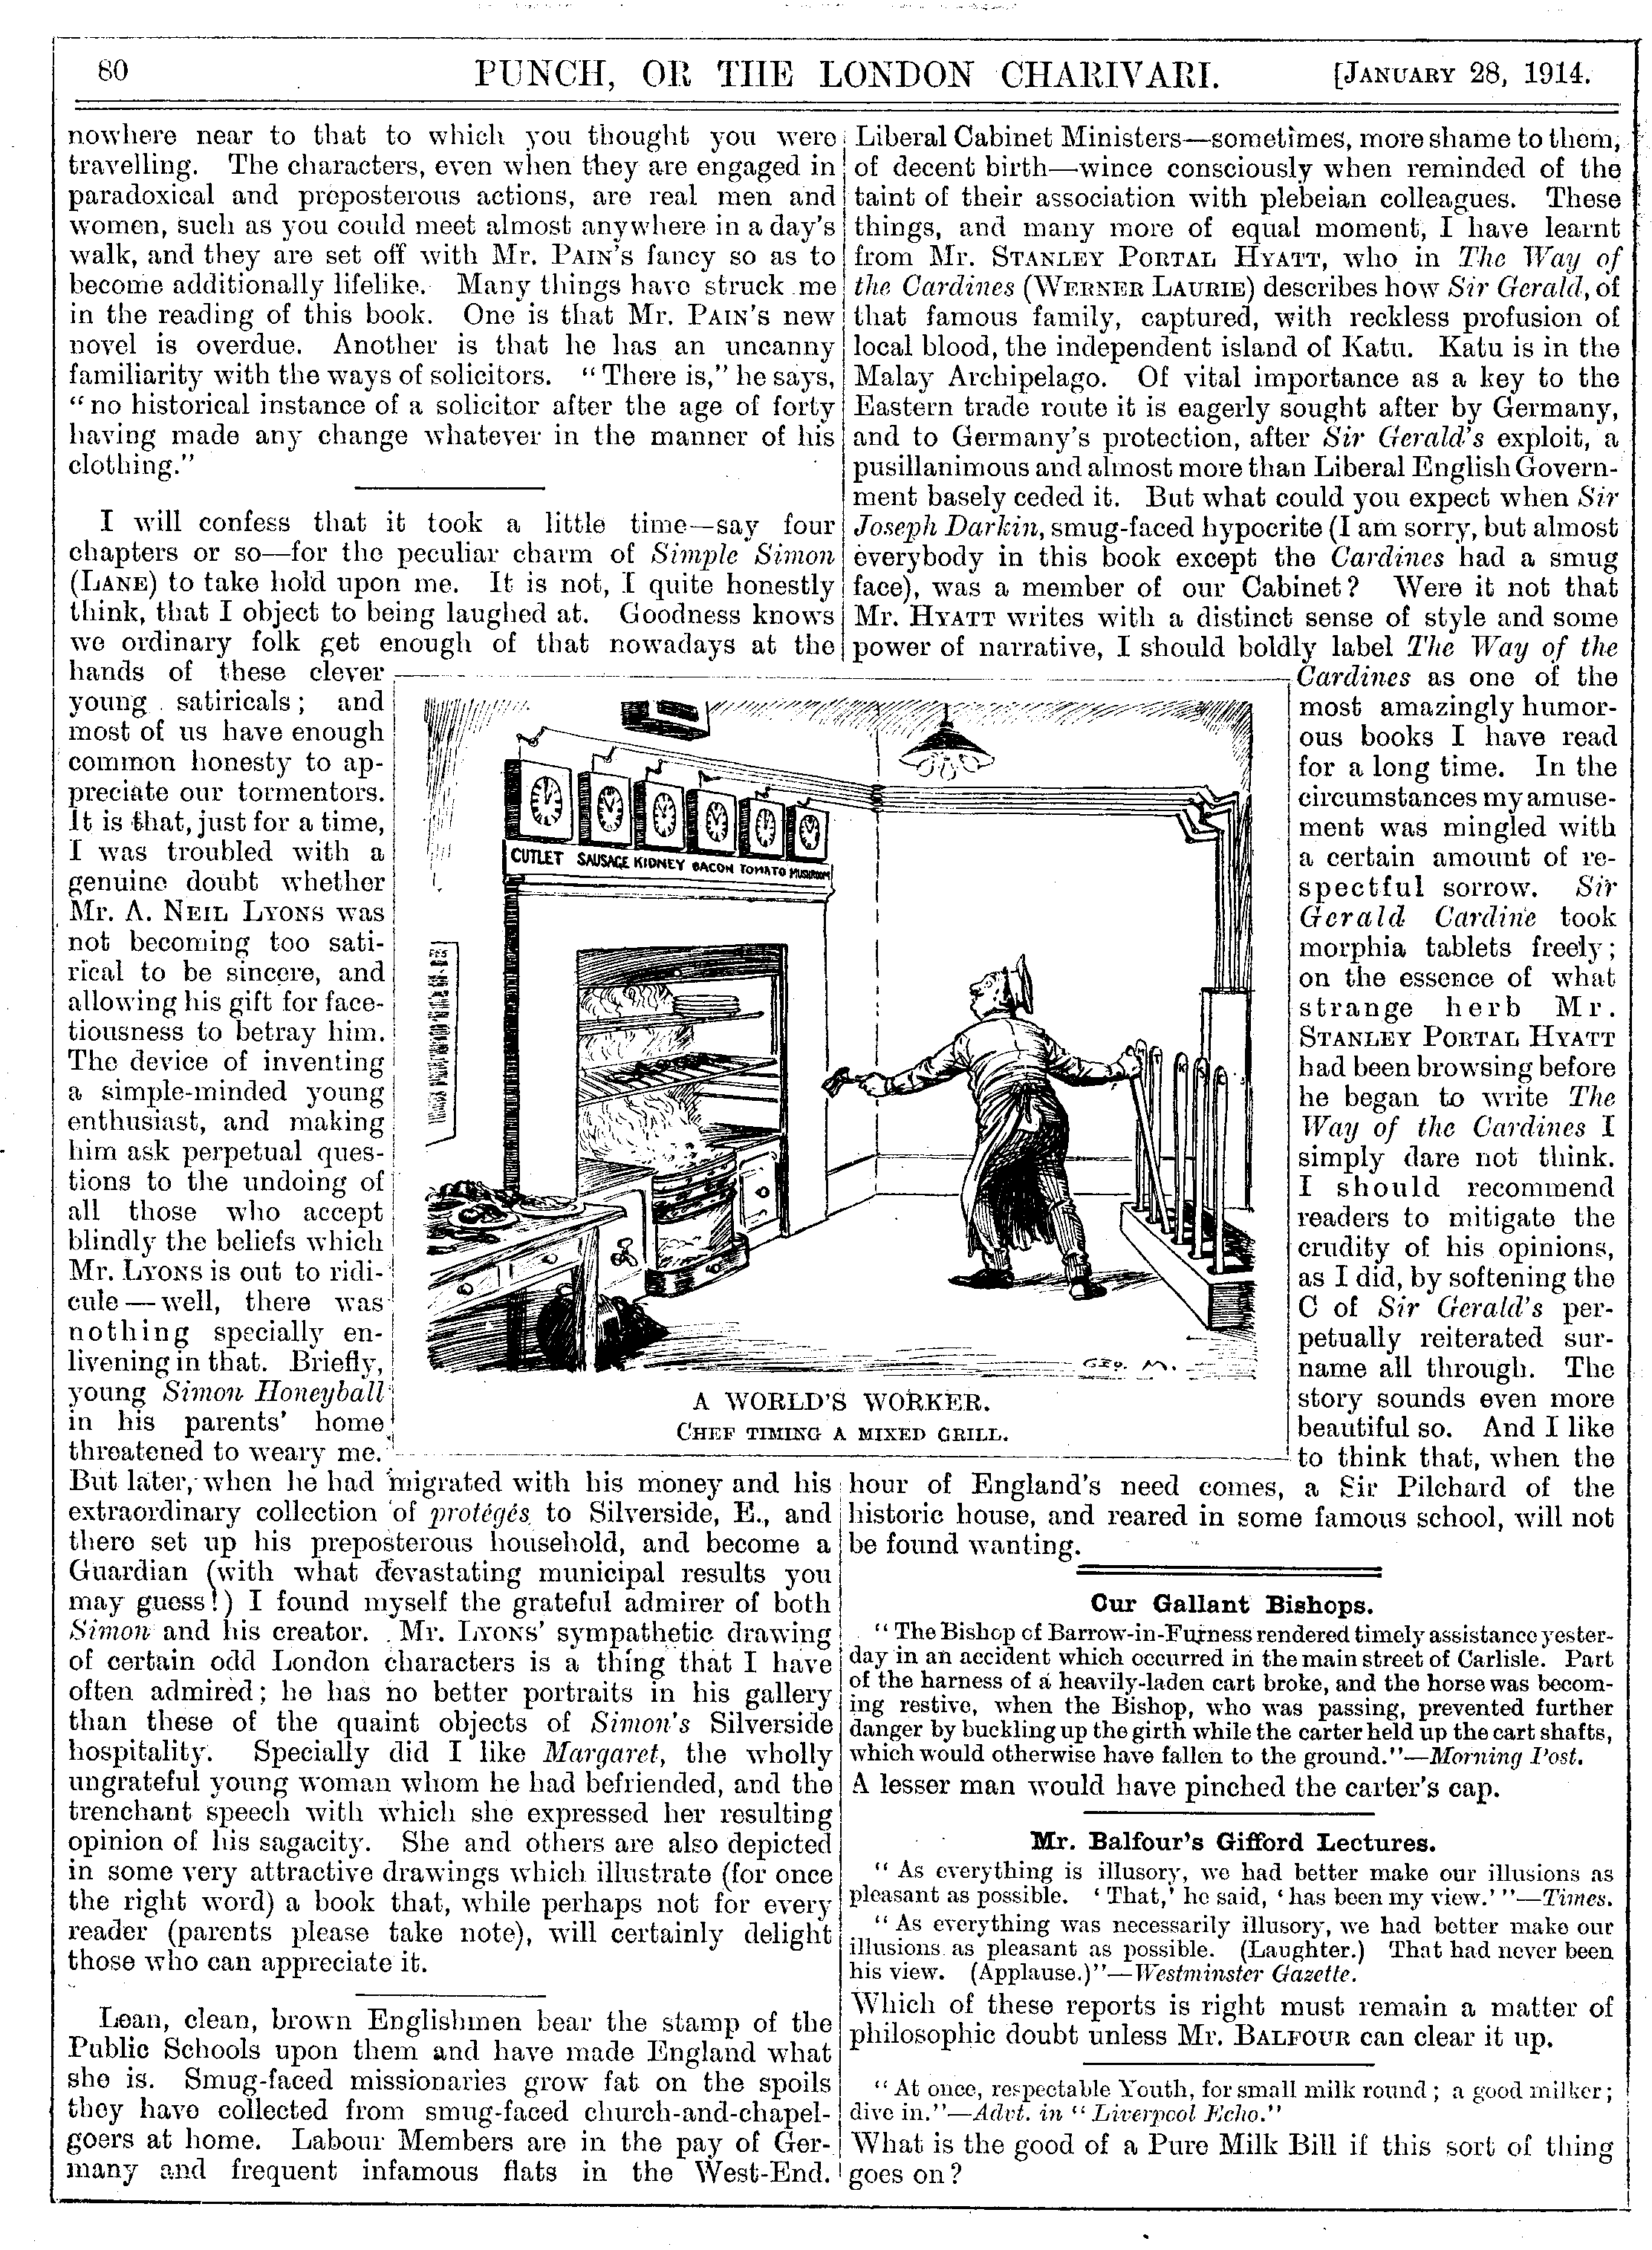 80
PUNCH, OR THE LONDON CHARIVARI.
[JANUARY 28, 1914.
nowhere near to that to which you thought you were
travelling. The characters, even when they are engaged in
paradoxical and preposterous actions, are real men and
women, such as you could meet almost anywhere in a day's
walk, and they are set off with Mr. PAIN'S fancy so as to
become additionally lifelike. Many things have struck me
in the reading of this book. One is that Mr. PAIN'S new
novel is overdue. Another is that he has an uncanny
familiarity with the ways of solicitors. "There is," he says,
"no historical instance of a solicitor after the age of forty
having made any change whatever in the manner of his
clothing."
I will confess that it took a little time—say four
chapters or so—for the peculiar charm of Simple Simon
(LANE) to take hold upon me. It is not, I quite honestly
think, that I object to being laughed at. Goodness knows
we ordinary folk get enough of that nowadays at the
hands of these clever
young satiricals; and
most of us have enough
common honesty to ap-
preciate our tormentors.
It is that, just for a time,
I was troubled with a
genuine doubt whether
Mr. A. NEIL LYONS was
not becoming too sati-
rical to be sincere, and
allowing his gift for face-
tiousness to betray him.
The device of inventing
a simple-minded young
enthusiast, and making
him ask perpetual ques-
tions to the undoing of
all those who accept
blindly the beliefs which
Mr. LYONS is out to ridi-
cule—well, there was
nothing specially en-
livening in that. Briefly,
young Simon Honeyball
in his parents' home
threatened to weary me.
But later, when he had migrated with his money and his
extraordinary collection of protégés to Silverside, E., and
there set up his preposterous household, and become a
Guardian (with what devastating municipal results you
may guess!) I found myself the grateful admirer of both
Simon and his creator. Mr. LYONS' sympathetic drawing
of certain odd London characters is a thing that I have
often admired; he has no better portraits in his gallery
than these of the quaint objects of Simon's Silverside
hospitality. Specially did I like Margaret, the wholly
ungrateful young woman whom he had befriended, and the
trenchant speech with which she expressed her resulting
opinion of his sagacity. She and others are also depicted
in some very attractive drawings which illustrate (for once
the right word) a book that, while perhaps not for every
reader (parents please take note), will certainly delight
those who can appreciate it.
Lean, clean, brown Englishmen bear the stamp of the
Public Schools upon them and have made England what
she is. Smug-faced missionaries grow fat on the spoils
they have collected from smug-faced church-and-chapel-
goers at home. Labour Members are in the pay of Ger-
many and frequent infamous flats in the West-End.
Liberal Cabinet Ministers—sometimes, more shame to them,
of decent birth—wince consciously when reminded of the
taint of their association with plebeian colleagues. These
things, and many more of equal moment, I have learnt
from Mr. STANLEY PORTAL HYATT, who in The Way of
the Cardines (WERNER LAURIE) describes how Sir Gerald, of
that famous family, captured, with reckless profusion of
local blood, the independent island of Katu. Katu is in the
Malay Archipelago. Of vital importance as a key to the
Eastern trade route it is eagerly sought after by Germany,
and to Germany's protection, after Sir Gerald's exploit, a
pusillanimous and almost more than Liberal English Govern-
ment basely ceded it. But what could you expect when Sir
Joseph Darkin, smug-faced hypocrite (I am sorry, but almost
everybody in this book except the Cardines had a smug
face), was a member of our Cabinet? Were it not that
Mr. HYATT writes with a distinct sense of style and some
power of narrative, I should boldly label The Way of the
Cardines as one of the
most amazingly humor-
ous books I have read
for a long time. In the
circumstances my amuse-
ment was mingled with
a certain amount of re-
spectful sorrow. Sir
Gerald Cardine took
morphia tablets freely;
on the essence of what
strange herb Mr.
STANLEY PORTAL HYATT
had been browsing before
he began to write The
Way of the Cardines I
simply dare not think.
I should recommend
readers to mitigate the
crudity of his opinions,
as I did, by softening the
C of Sir Gerald's per-
petually reiterated sur-
name all through. The
story sounds even more
beautiful so. And I like
to think that, when the
hour of England's need comes, a Sir Pilchard of the
historic house, and reared in some famous school, will not
be found wanting.
CUTLET SAUSAGE KIDNEY BACON TOMATO MUSHROOM
GEO. M.
A WORLD'S WORKER.
CHEF TIMING A MIXED GRILL.
Our Gallant Bishops.
"The Bishop of Barrow-in-Furness rendered timely assistance yester-
day in an accident which occurred in the main street of Carlisle. Part
of the harness of a heavily-laden cart broke, and the horse was becom-
ing restive, when the Bishop, who was passing, prevented further
danger by buckling up the girth while the carter held up the cart shafts,
which would otherwise have fallen to the ground."—Morning Post.
A lesser man would have pinched the carter's cap.
Mr. Balfour's Gifford Lectures.
"As everything is illusory, we had better make our illusions as
pleasant as possible. 'That,' he said, 'has been my view.'"—Times.
"As everything was necessarily illusory, we had better make our
illusions as pleasant as possible. (Laughter.) That had never been
his view. (Applause.)"—Westminster Gazette.
Which of these reports is right must remain a matter of
philosophic doubt unless Mr. BALFOUR can clear it up.
"At once, respectable Youth, for small milk round; a good milker;
dive in."—Advt. in "Liverpool Echo."
What is the good of a Pure Milk Bill if this sort of thing
goes on?